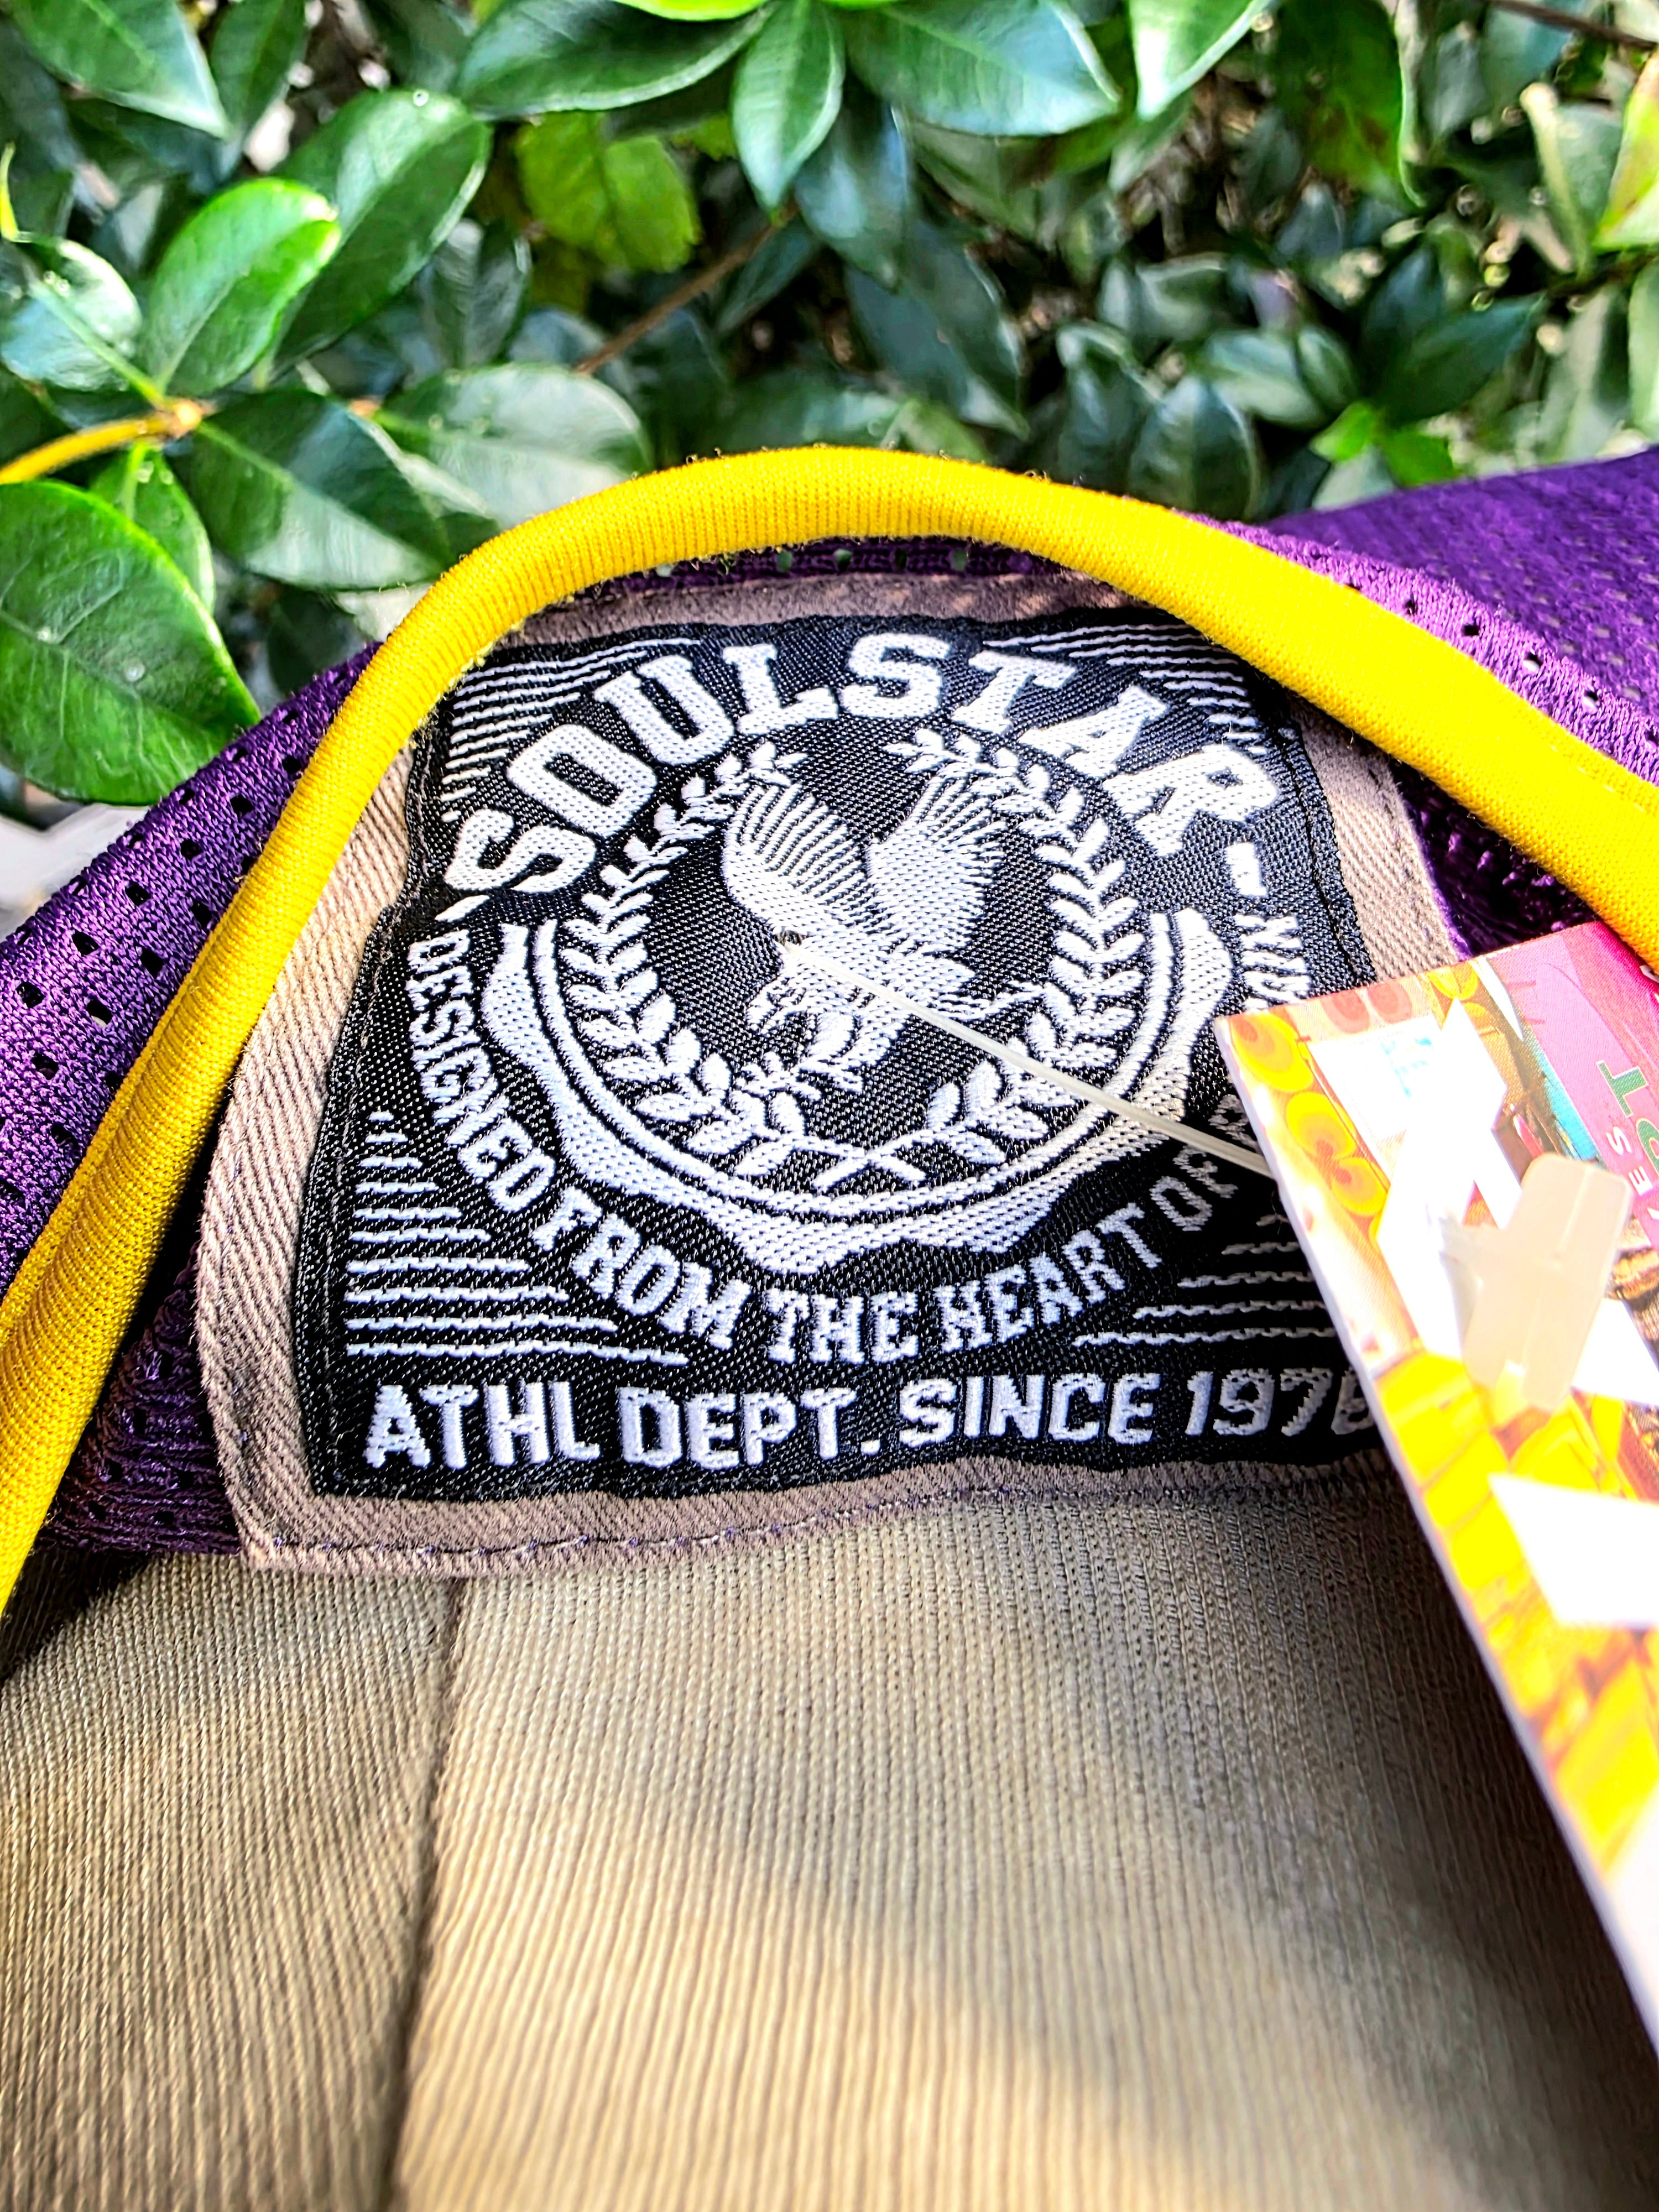 -SOULSTAR-
DESIGNED FROM THE HEART OF
ATHL DEPT. SINCE 197